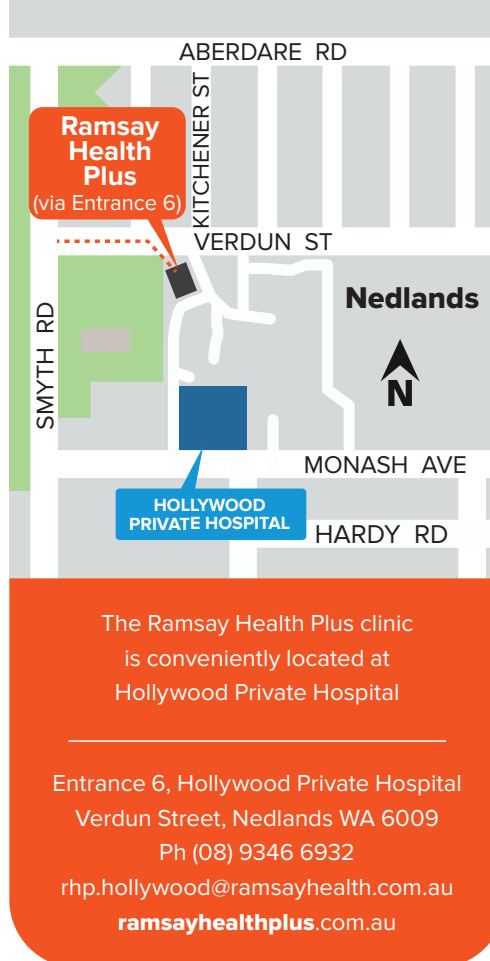 ABERDARE RD
KITCHENER ST
Ramsay
Health
Plus
(via Entrance 6)
VERDUN ST
Nedlands
SMYTH RD
N
MONASH AVE
HOLLYWOOD
PRIVATE HOSPITAL
HARDY RD
The Ramsay Health Plus clinic
is conveniently located at
Hollywood Private Hospital
Entrance 6, Hollywood Private Hospital
Verdun Street, Nedlands WA 6009
Ph (08) 9346 6932
rhp.hollywood@ramsayhealth.com.au
ramsayhealthplus.com.au